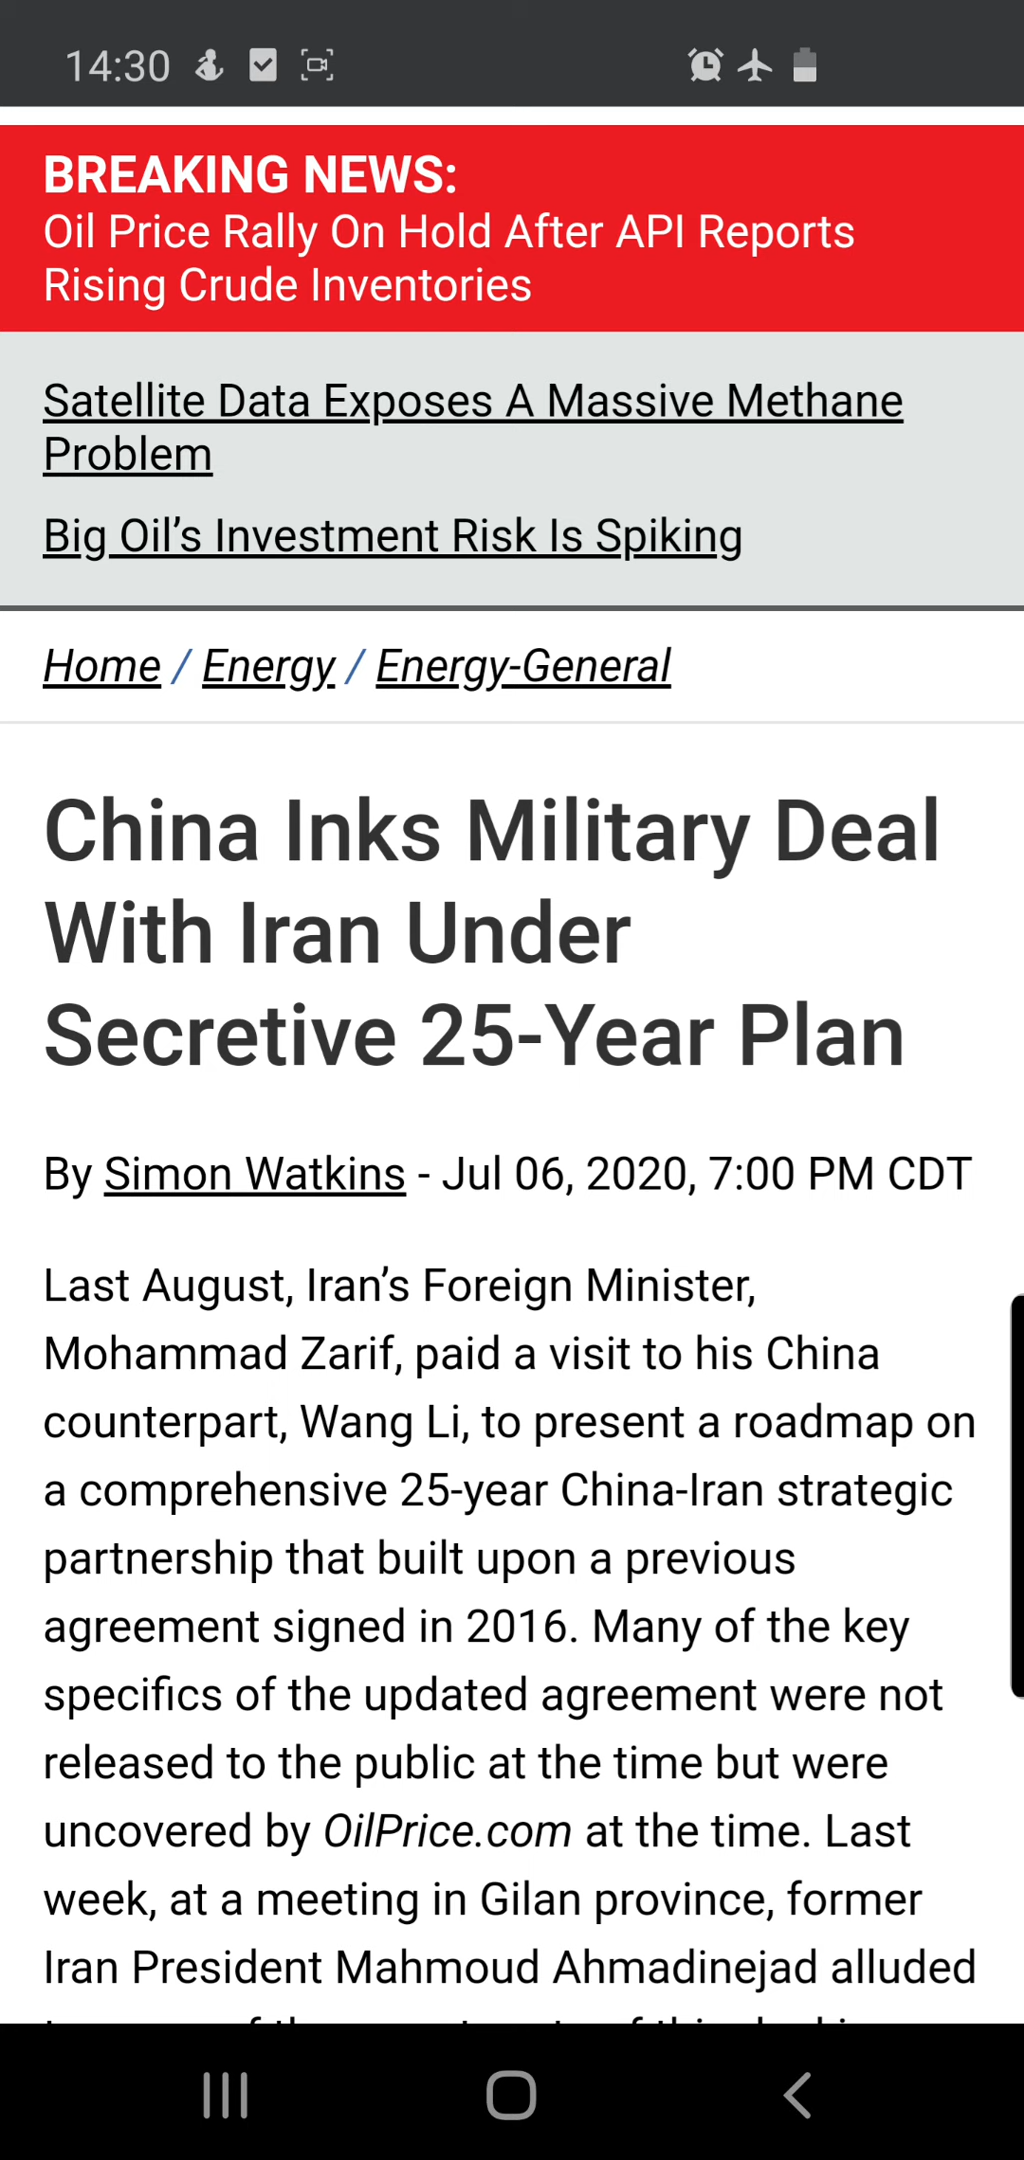 14:30
BREAKING NEWS:
Oil Price Rally On Hold After API Reports
Rising Crude Inventories
Satellite Data Exposes A Massive Methane
Problem
Big Oil’s Investment Risk Is Spiking
Home / Energy / Energy-General
China Inks Military Deal
With Iran Under
Secretive 25-Year Plan
By Simon Watkins - Jul 06, 2020, 7:00 PM CDT
Last August, Iran’s Foreign Minister,
Mohammad Zarif, paid a visit to his China
counterpart, Wang Li, to present a roadmap on
a comprehensive 25-year China-Iran strategic
partnership that built upon a previous
agreement signed in 2016. Many of the key
specifics of the updated agreement were not
released to the public at the time but were
uncovered by OilPrice.com at the time. Last
week, at a meeting in Gilan province, former
Iran President Mahmoud Ahmadinejad alluded